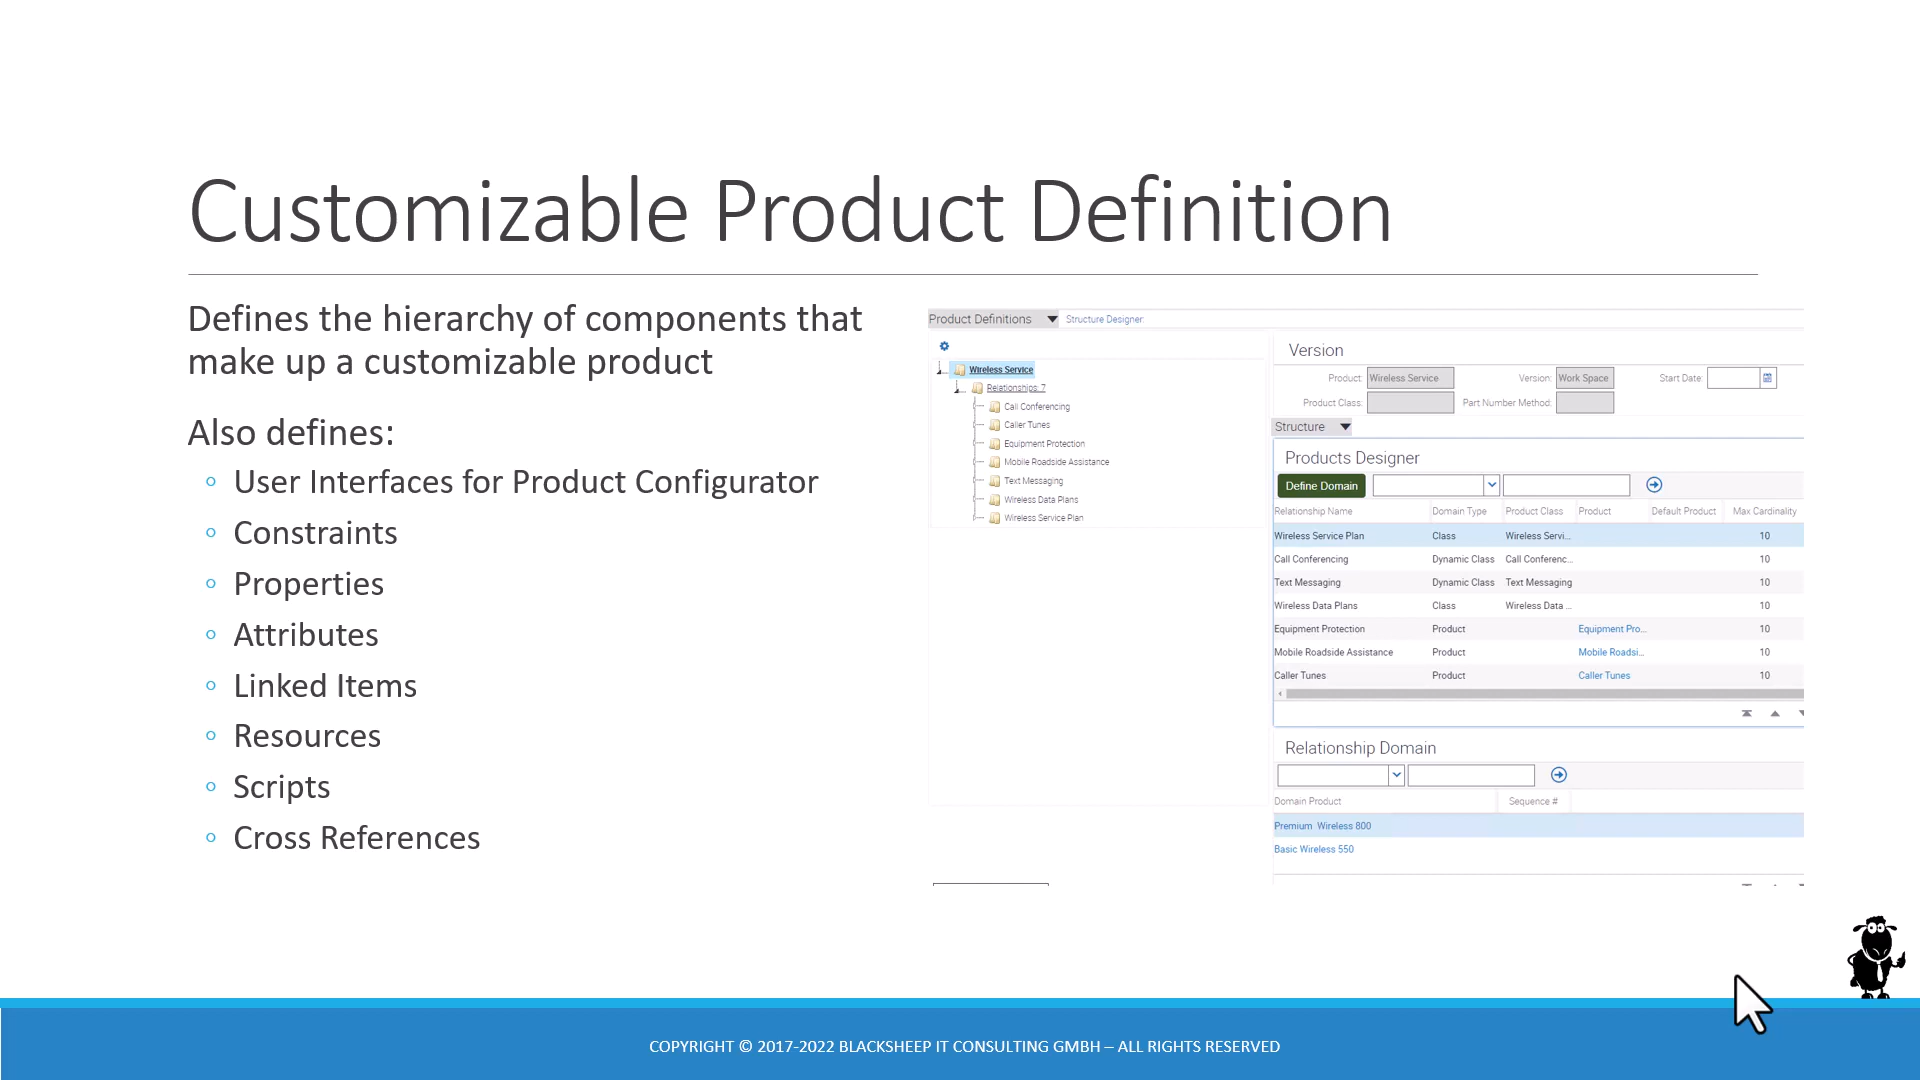 Customizable Product Definition
Defines the hierarchy of components that
make up a customizable product
Also defines:
User Interfaces for Product Configurator
Constraints
Properties
Attributes
Linked Items
Resources
Scripts
Cross References
Product Definitions Structure Designer:
Wireless Service
Relationships: 7
Call Conferencing
Caller Tunes
Equipment Protection
Mobile Roadside Assistance
Text Messaging
Wireless Data Plans
Wireless Service Plan
Version
Product: Wireless Service Version: Work Space Start Date:
Product Class: Part Number Method:
Structure
Products Designer
Define Domain
Relationship Name Domain Type Product Class Product Default Product Max Cardinality
Wireless Service Plan Class Wireless Servi... 10
Call Conferencing Dynamic Class Call Conferenc... 10
Text Messaging Dynamic Class Text Messaging 10
Wireless Data Plans Class Wireless Data ... 10
Equipment Protection Product Equipment Pro... 10
Mobile Roadside Assistance Product Mobile Roadsi... 10
Caller Tunes Product Caller Tunes 10
Relationship Domain
Domain Product Sequence #
Premium Wireless 800
Basic Wireless 550
COPYRIGHT © 2017-2022 BLACKSHEEP IT CONSULTING GMBH – ALL RIGHTS RESERVED